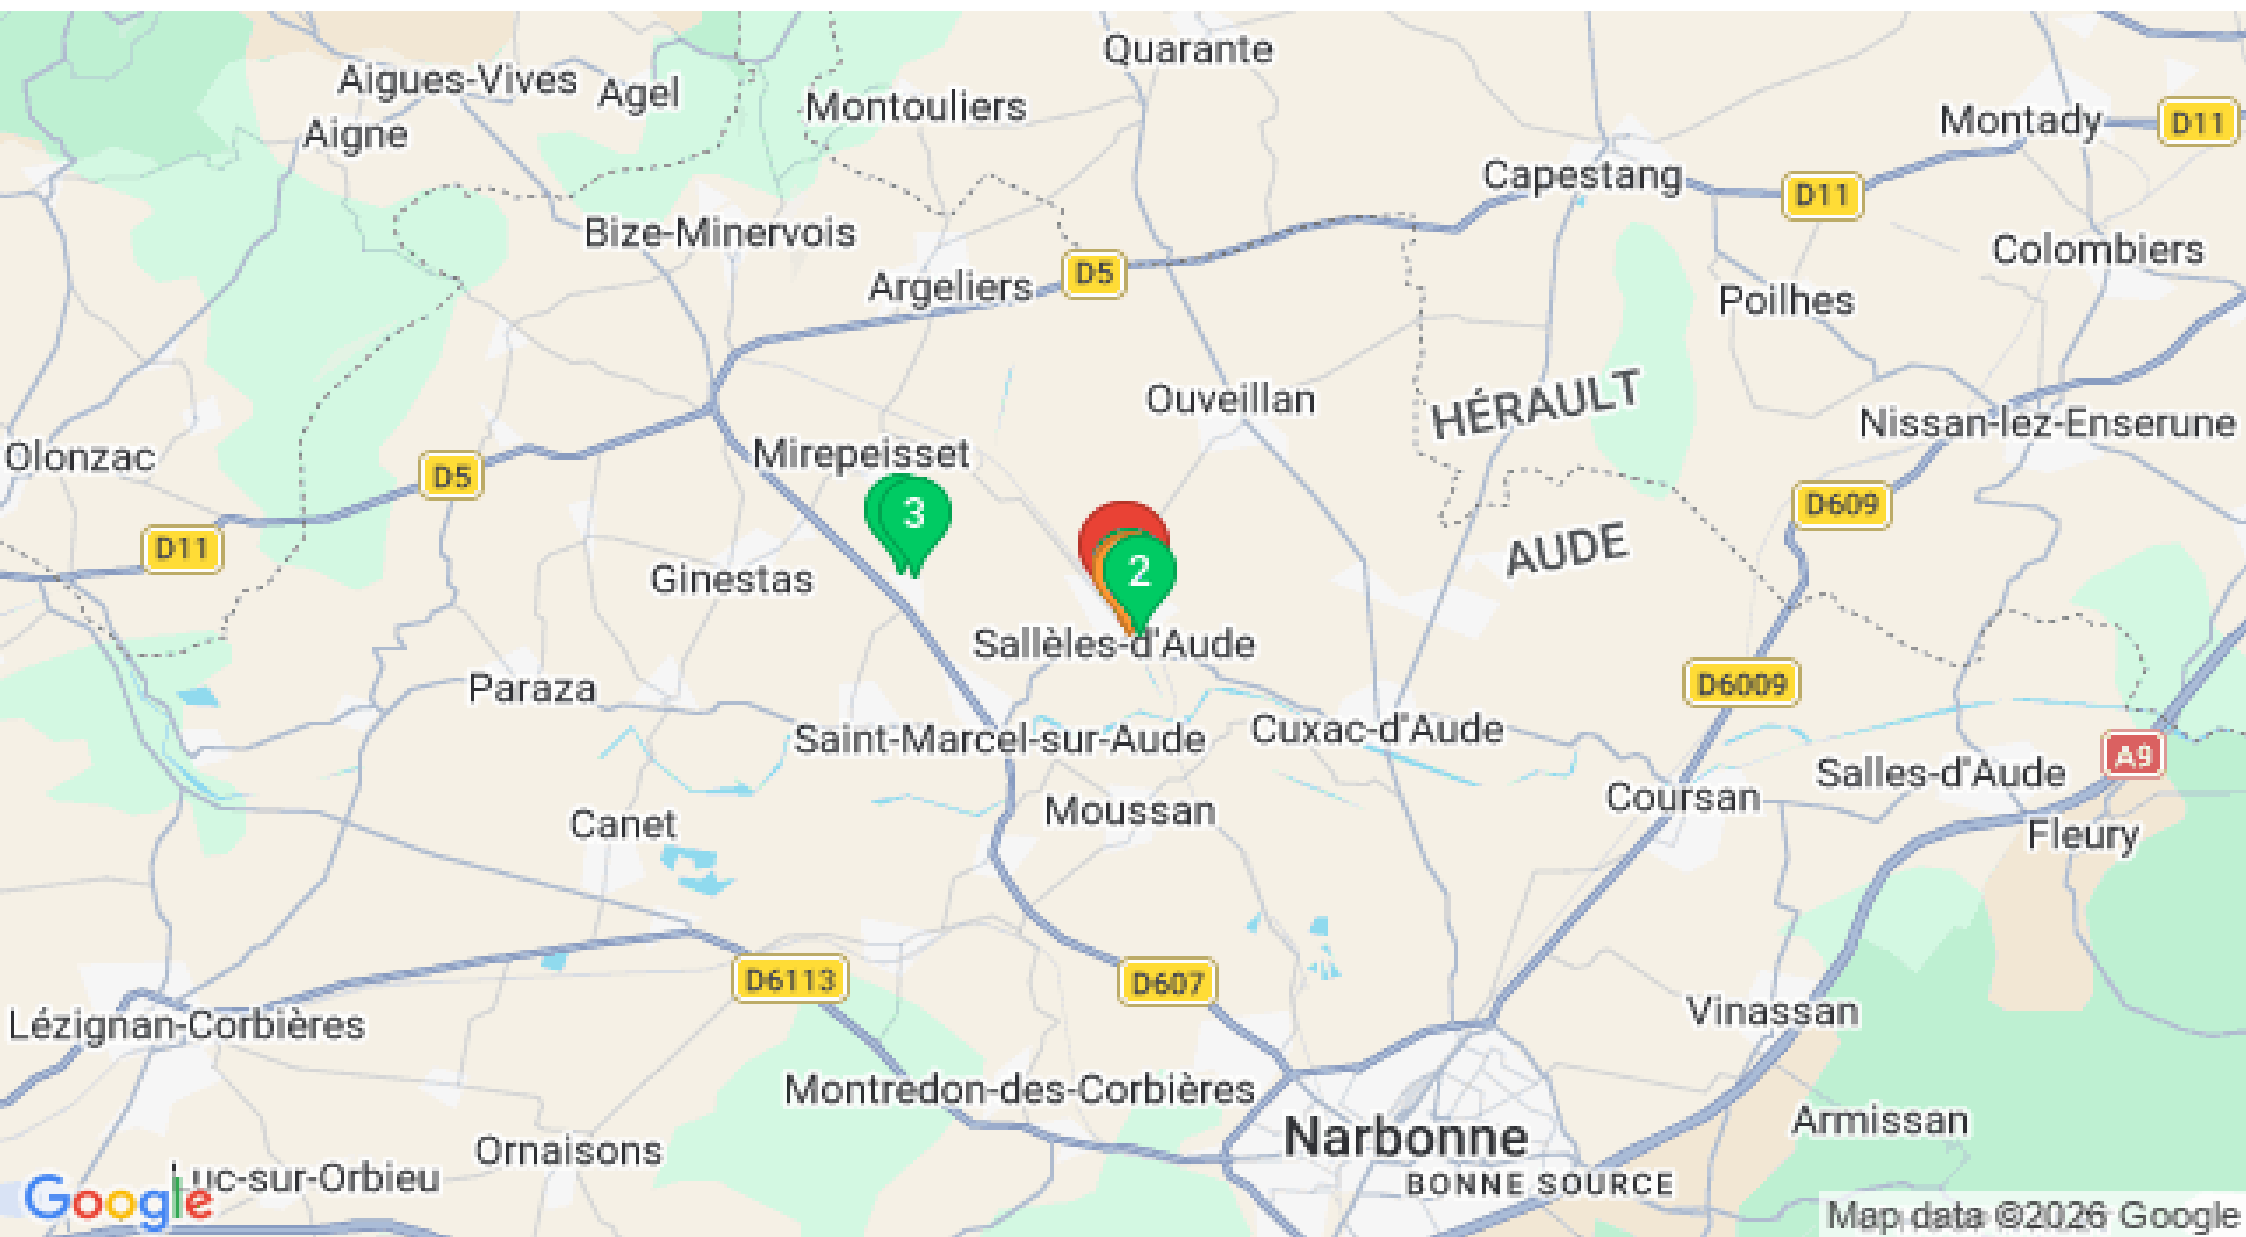 Quarante
Aigues-Vives
Agel
Montouliers
Aigne
Montady
D11
Capestang
D11
Bize-Minervois
Colombiers
D5
Argeliers
Poilhes
Ouveillan
HÉRAULT
Nissan-lez-Enserune
Olonzac
Mirepeisset
D5
D609
3
D11
AUDE
2
Ginestas
Sallèles-d'Aude
Paraza
D6009
Saint-Marcel-sur-Aude
Cuxac-d'Aude
A9
Salles-d'Aude
Coursan
Moussan
Canet
Fleury
D6113
D607
Vinassan
Lézignan-Corbières
Montredon-des-Corbières
Armissan
Narbonne
Ornaisons
BONNE SOURCE
Luc-sur-Orbieu
Google
Map data ©2026 Google